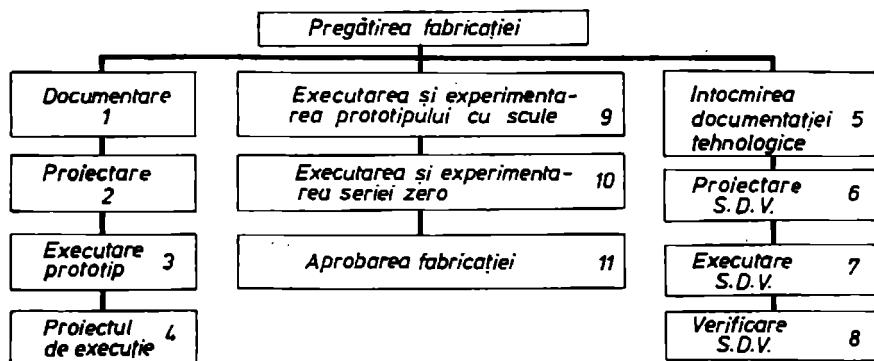 Pregătirea fabricației
Documentare
1
Proiectare
2
Executare
prototip 3
Proiectul
de execuție 4
Executarea și experimenta-
rea prototipului cu scule 9
Executarea și experimenta-
rea seriei zero 10
Aprobarea fabricației 11
Intocmirea
documentației 5
tehnologice
Proiectare
S.D.V. 6
Executare
S.D.V. 7
Verificare
S.D.V. 8